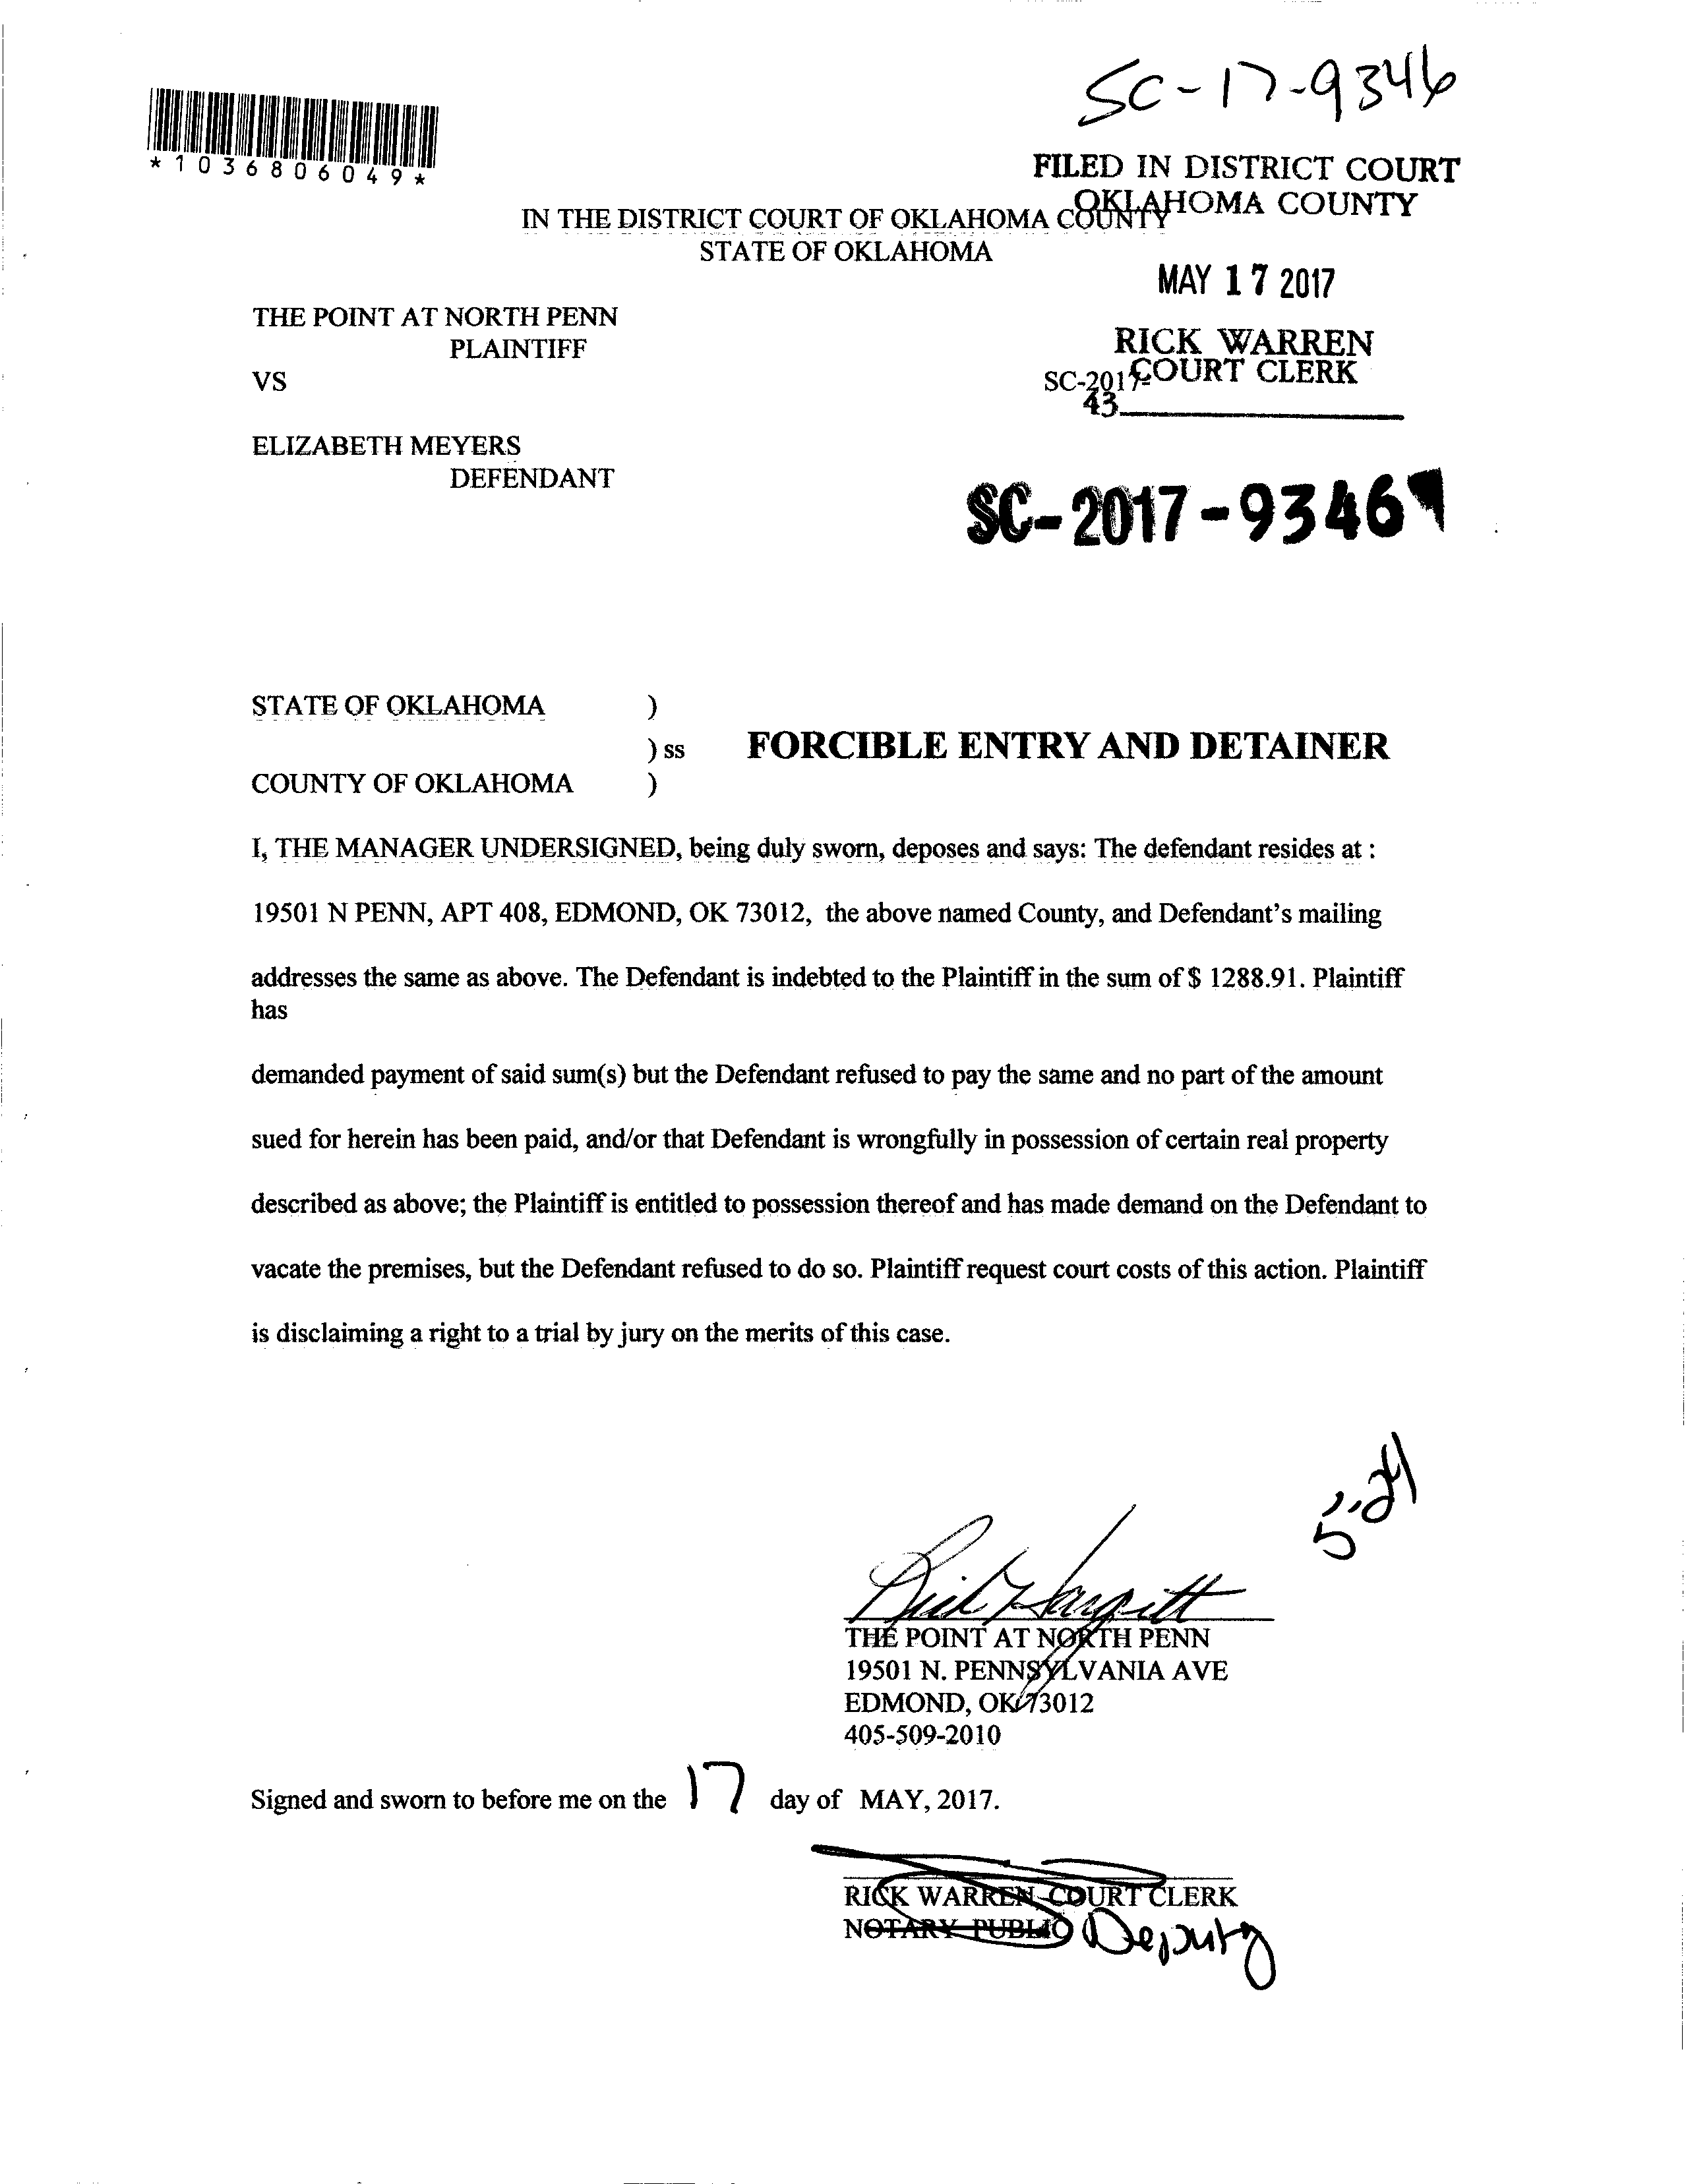 SC-17-9346
*1036806049*
FILED IN DISTRICT COURT
OKLAHOMA COUNTY
IN THE DISTRICT COURT OF OKLAHOMA COUNTY
STATE OF OKLAHOMA
MAY 17 2017
THE POINT AT NORTH PENN
PLAINTIFF
RICK WARREN
COURT CLERK
VS
SC-2017-
43
ELIZABETH MEYERS
DEFENDANT
SC-2017-9346
STATE OF OKLAHOMA )
) ss FORCIBLE ENTRY AND DETAINER
COUNTY OF OKLAHOMA )
I, THE MANAGER UNDERSIGNED, being duly sworn, deposes and says: The defendant resides at :
19501 N PENN, APT 408, EDMOND, OK 73012, the above named County, and Defendant's mailing
addresses the same as above. The Defendant is indebted to the Plaintiff in the sum of $ 1288.91. Plaintiff
has
demanded payment of said sum(s) but the Defendant refused to pay the same and no part of the amount
sued for herein has been paid, and/or that Defendant is wrongfully in possession of certain real property
described as above; the Plaintiff is entitled to possession thereof and has made demand on the Defendant to
vacate the premises, but the Defendant refused to do so. Plaintiff request court costs of this action. Plaintiff
is disclaiming a right to a trial by jury on the merits of this case.
Rick Hargitt
THE POINT AT NORTH PENN
19501 N. PENNSYLVANIA AVE
EDMOND, OK 73012
405-509-2010
Signed and sworn to before me on the 17 day of MAY, 2017.
RICK WARREN-COURT CLERK
NOTARY PUBLIC Deputy